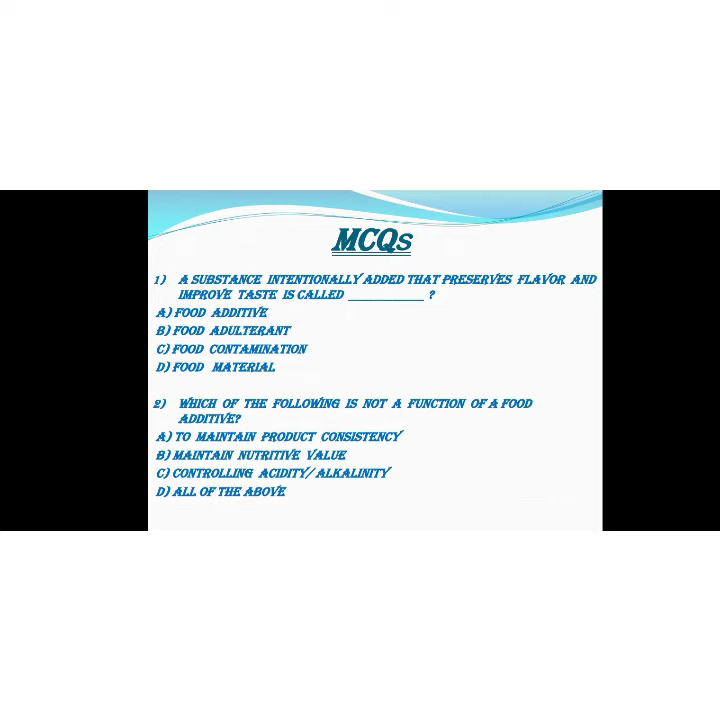 MCQs
1) A SUBSTANCE INTENTIONALLY ADDED THAT PRESERVES FLAVOR AND
IMPROVE TASTE IS CALLED ____________ ?
A) FOOD ADDITIVE
B) FOOD ADULTERANT
C) FOOD CONTAMINATION
D) FOOD MATERIAL
2) WHICH OF THE FOLLOWING IS NOT A FUNCTION OF A FOOD
ADDITIVE?
A) TO MAINTAIN PRODUCT CONSISTENCY
B) MAINTAIN NUTRITIVE VALUE
C) CONTROLLING ACIDITY/ ALKALINITY
D) ALL OF THE ABOVE